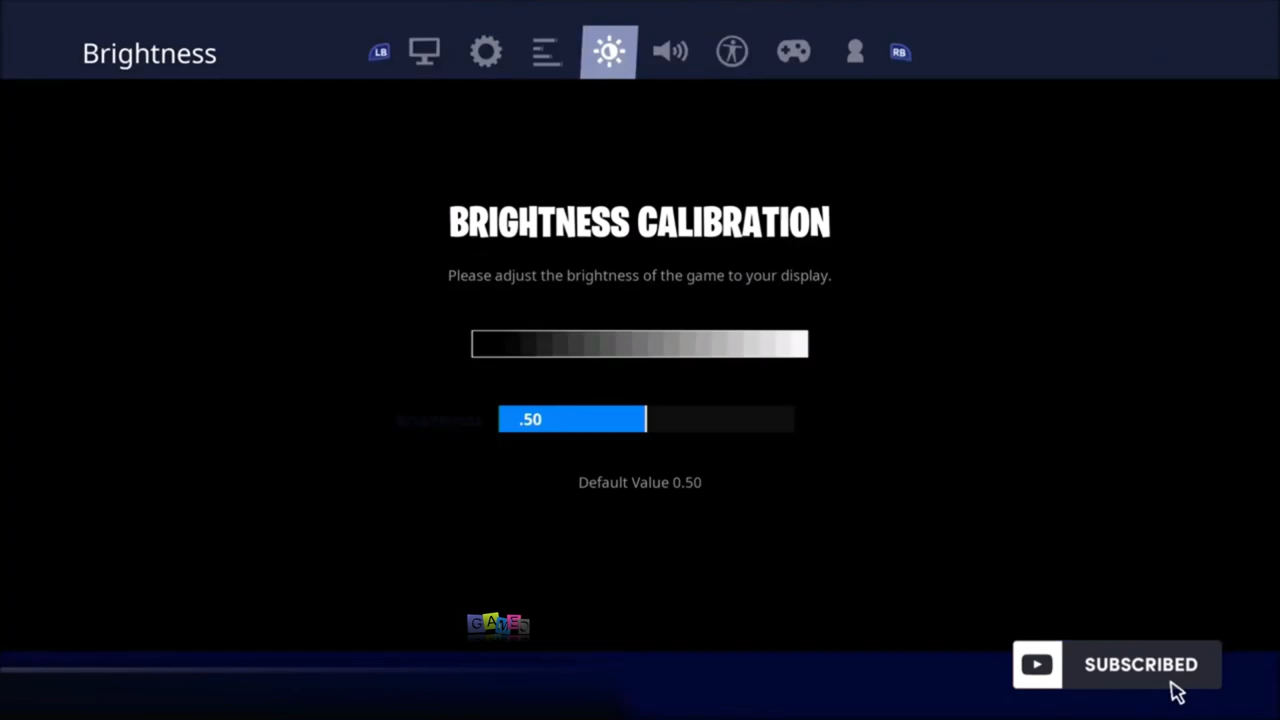 Brightness
LB
RB
BRIGHTNESS CALIBRATION
Please adjust the brightness of the game to your display.
.50
Default Value 0.50
GAMES
SUBSCRIBED